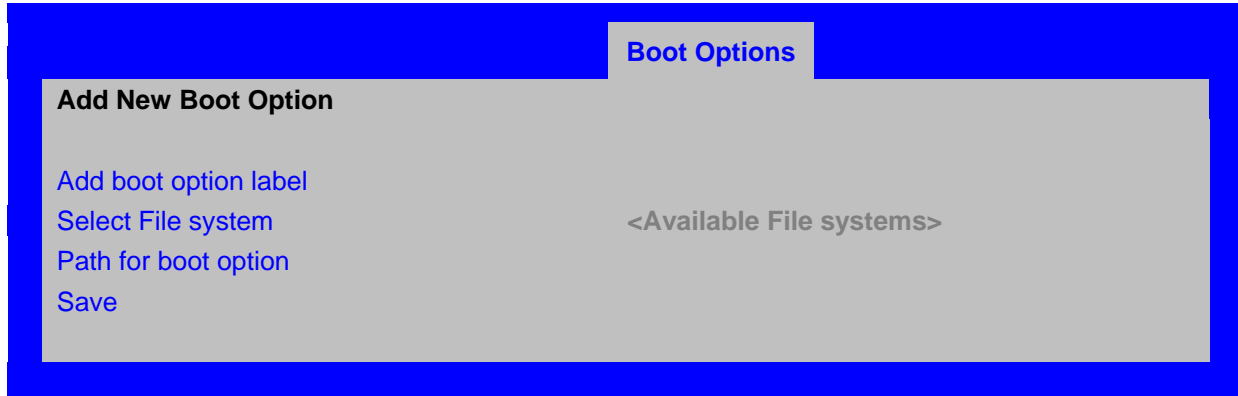 Boot Options
Add New Boot Option
Add boot option label
Select File system <Available File systems>
Path for boot option
Save